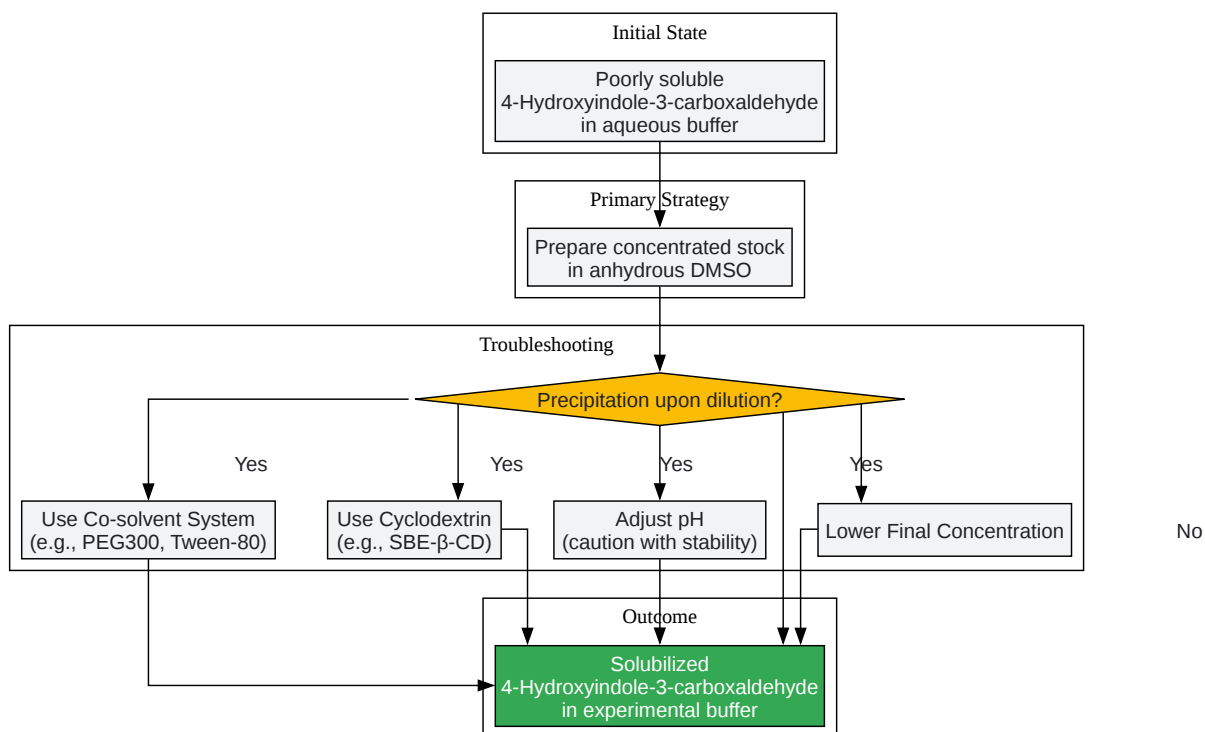 Initial State
Poorly soluble
4-Hydroxyindole-3-carboxaldehyde
in aqueous buffer
Primary Strategy
Prepare concentrated stock
in anhydrous DMSO
Troubleshooting
Precipitation upon dilution?
Yes
Yes
Yes
Yes
No
Use Co-solvent System
(e.g., PEG300, Tween-80)
Use Cyclodextrin
(e.g., SBE-β-CD)
Adjust pH
(caution with stability)
Lower Final Concentration
Outcome
Solubilized
4-Hydroxyindole-3-carboxaldehyde
in experimental buffer